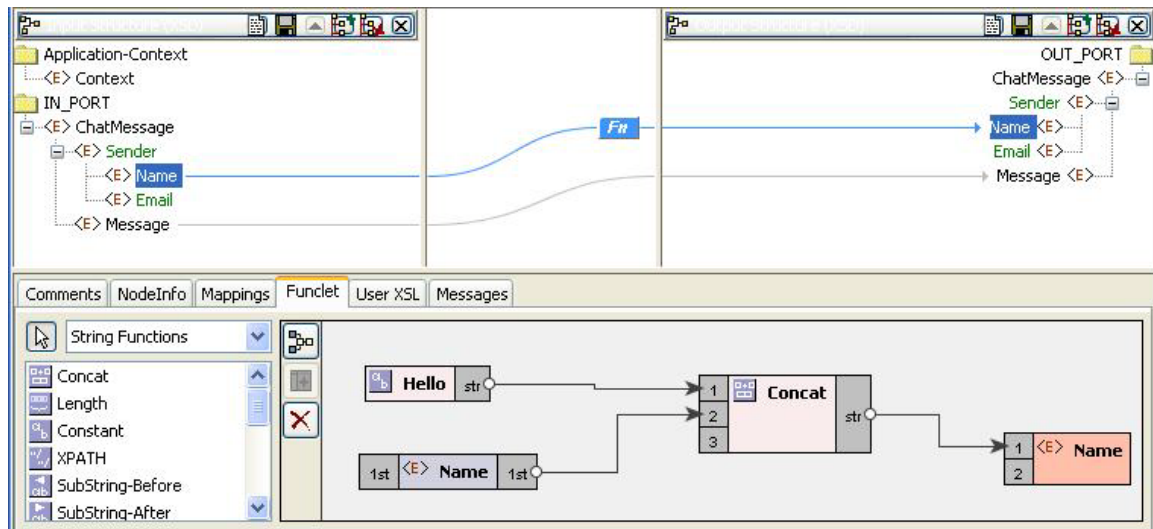 Application-Context
<E> Context
IN_PORT
<E> ChatMessage
<E> Sender
<E> Name
<E> Email
<E> Message
Fn
OUT_PORT
ChatMessage <E>
Sender <E>
Name <E>
Email <E>
Message <E>
Comments NodeInfo Mappings Funclet User XSL Messages
String Functions
Concat
Length
Constant
XPATH
SubString-Before
SubString-After
Hello str
1st <E> Name 1st
1 Concat
2 str
3
1 <E> Name
2